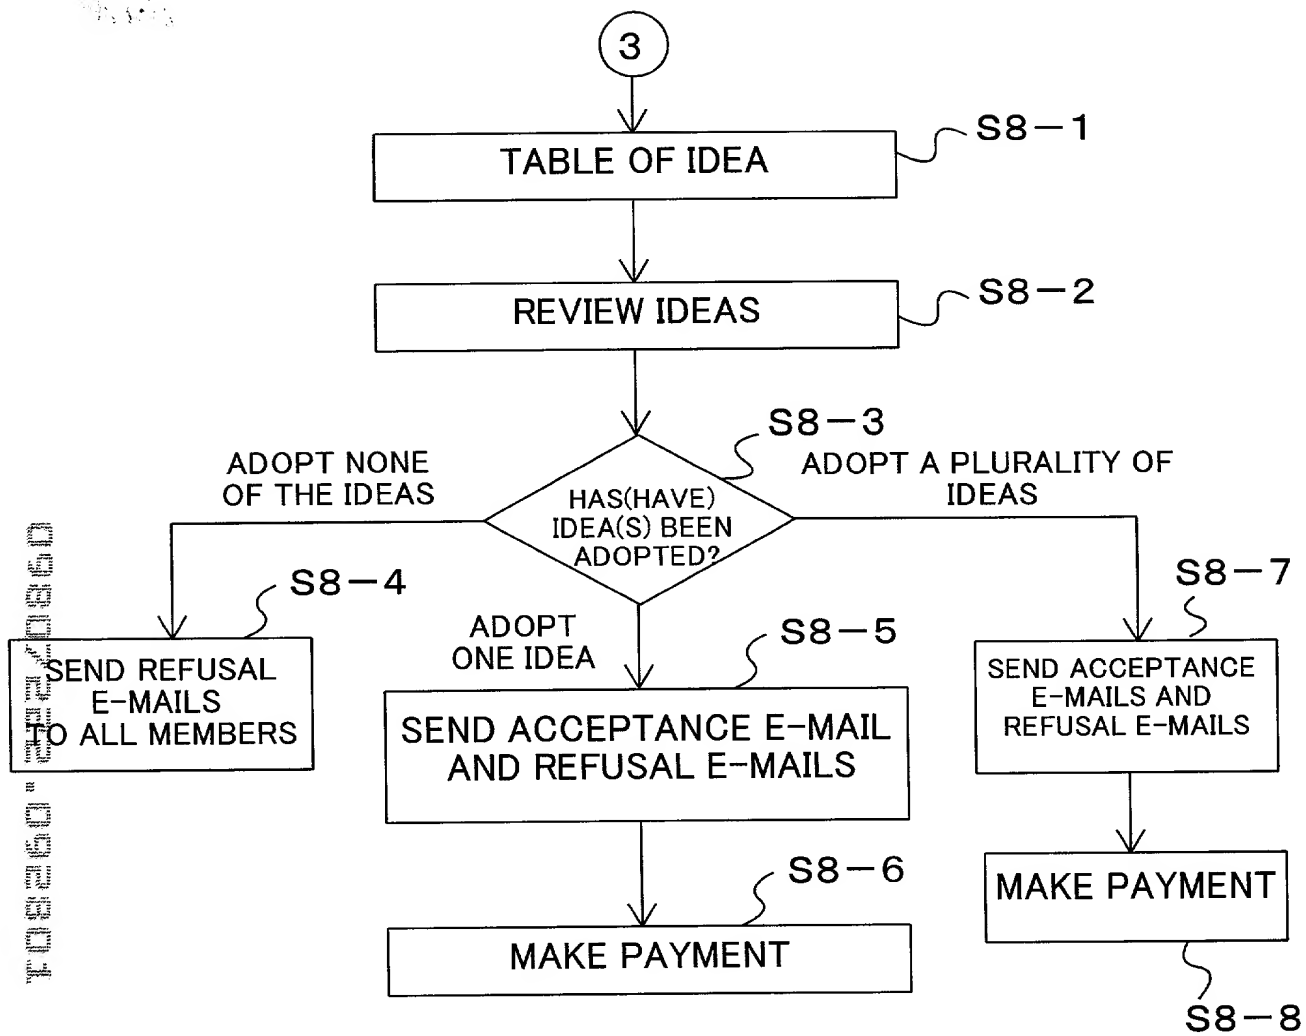 3
TABLE OF IDEA
S8-1
REVIEW IDEAS
S8-2
S8-3
HAS(HAVE)
IDEA(S) BEEN
ADOPTED?
ADOPT NONE
OF THE IDEAS
ADOPT A PLURALITY OF
IDEAS
S8-4
SEND REFUSAL
E-MAILS
TO ALL MEMBERS
ADOPT
ONE IDEA
S8-5
SEND ACCEPTANCE E-MAIL
AND REFUSAL E-MAILS
S8-7
SEND ACCEPTANCE
E-MAILS AND
REFUSAL E-MAILS
S8-6
MAKE PAYMENT
MAKE PAYMENT
S8-8